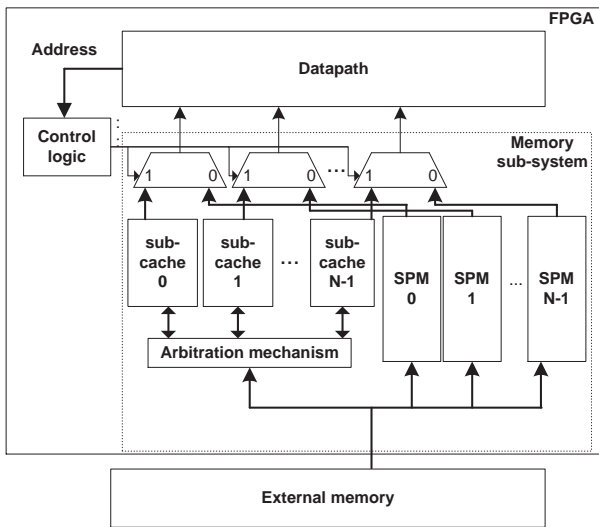 FPGA
Address
Datapath
Control
logic
Memory
sub-system
1 0 1 0 ... 1 0
sub-
cache
0
sub-
cache
1
...
sub-
cache
N-1
SPM
0
SPM
1
...
SPM
N-1
Arbitration mechanism
External memory